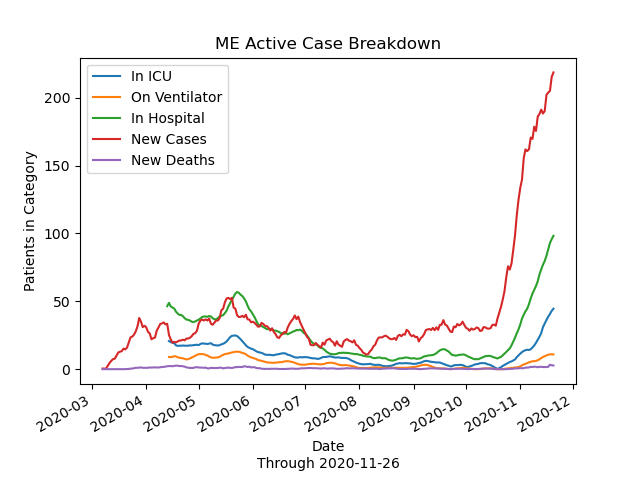 ME Active Case Breakdown
In ICU
On Ventilator
In Hospital
New Cases
New Deaths
Patients in Category
200
150
100
50
0
2020-03
2020-04
2020-05
2020-06
2020-07
2020-08
2020-09
2020-10
2020-11
2020-12
Date
Through 2020-11-26